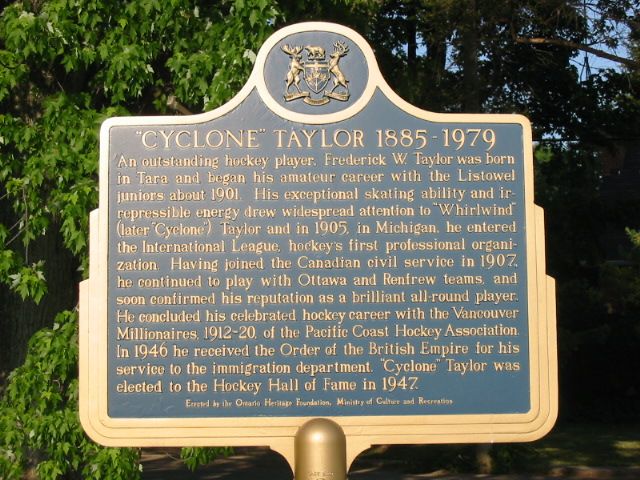 "CYCLONE" TAYLOR 1885-1979
An outstanding hockey player, Frederick W. Taylor was born
in Tara and began his amateur career with the Listowel
juniors about 1901. His exceptional skating ability and ir-
repressible energy drew widespread attention to "Whirlwind"
(later "Cyclone") Taylor and in 1905, in Michigan, he entered
the International League, hockey's first professional organi-
zation. Having joined the Canadian civil service in 1907,
he continued to play with Ottawa and Renfrew teams, and
soon confirmed his reputation as a brilliant all-round player.
He concluded his celebrated hockey career with the Vancouver
Millionaires, 1912-20, of the Pacific Coast Hockey Association.
In 1946 he received the Order of the British Empire for his
service to the immigration department. "Cyclone" Taylor was
elected to the Hockey Hall of Fame in 1947.
Erected by the Ontario Heritage Foundation, Ministry of Culture and Recreation